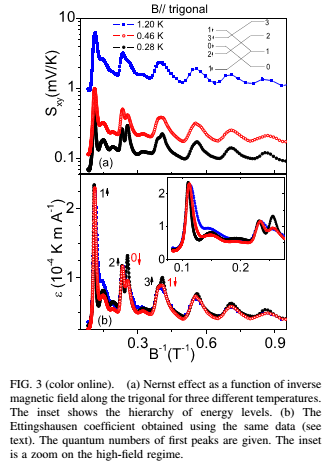 B// trigonal
S_xy(mV/K)
10
1
0.1
1.20 K
0.46 K
0.28 K
1↑
3↓
0↑
2↓
1↓
3
2
1
0
(a)
ε (10⁻⁴ K m A⁻¹)
2
1
1↓
2↓
0↓
3↓
1↓
2
1
0
0.1
0.2
(b)
0.3
0.6
0.9
B⁻¹(T⁻¹)
FIG. 3 (color online). (a) Nernst effect as a function of inverse
magnetic field along the trigonal for three different temperatures.
The inset shows the hierarchy of energy levels. (b) The
Ettingshausen coefficient obtained using the same data (see
text). The quantum numbers of first peaks are given. The inset
is a zoom on the high-field regime.